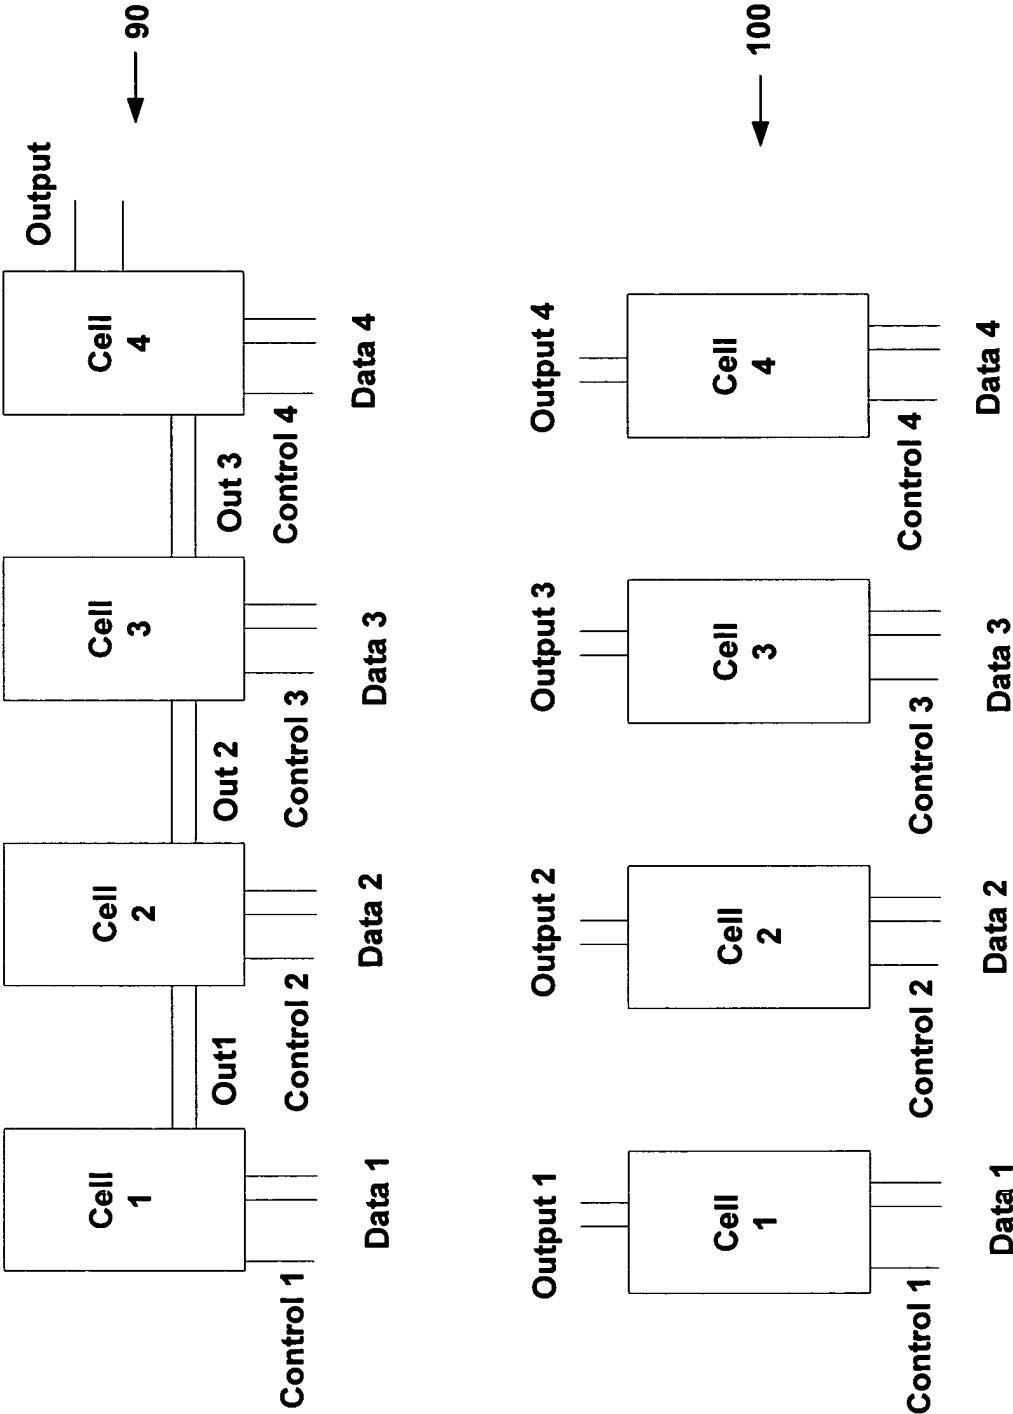 Output
90
Cell
1
Cell
2
Cell
3
Cell
4
Out1
Out 2
Out 3
Control 1
Control 2
Control 3
Control 4
Data 1
Data 2
Data 3
Data 4
100
Output 1
Output 2
Output 3
Output 4
Cell
1
Cell
2
Cell
3
Cell
4
Control 1
Control 2
Control 3
Control 4
Data 1
Data 2
Data 3
Data 4